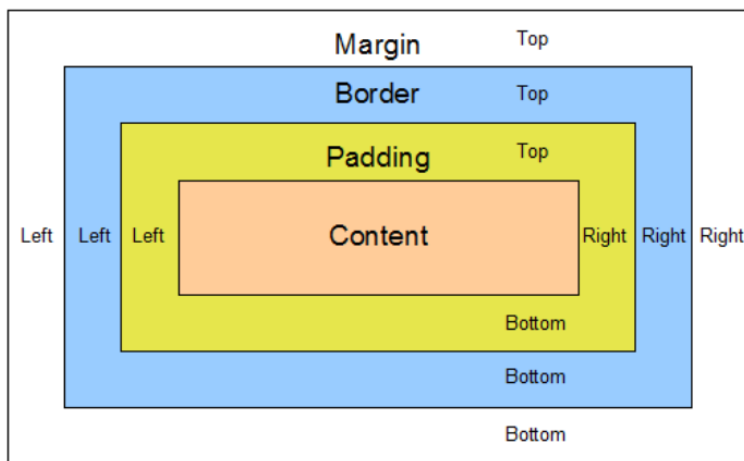 Margin Top
Border Top
Padding Top
Left Left Left Content Right Right Right
Bottom
Bottom
Bottom